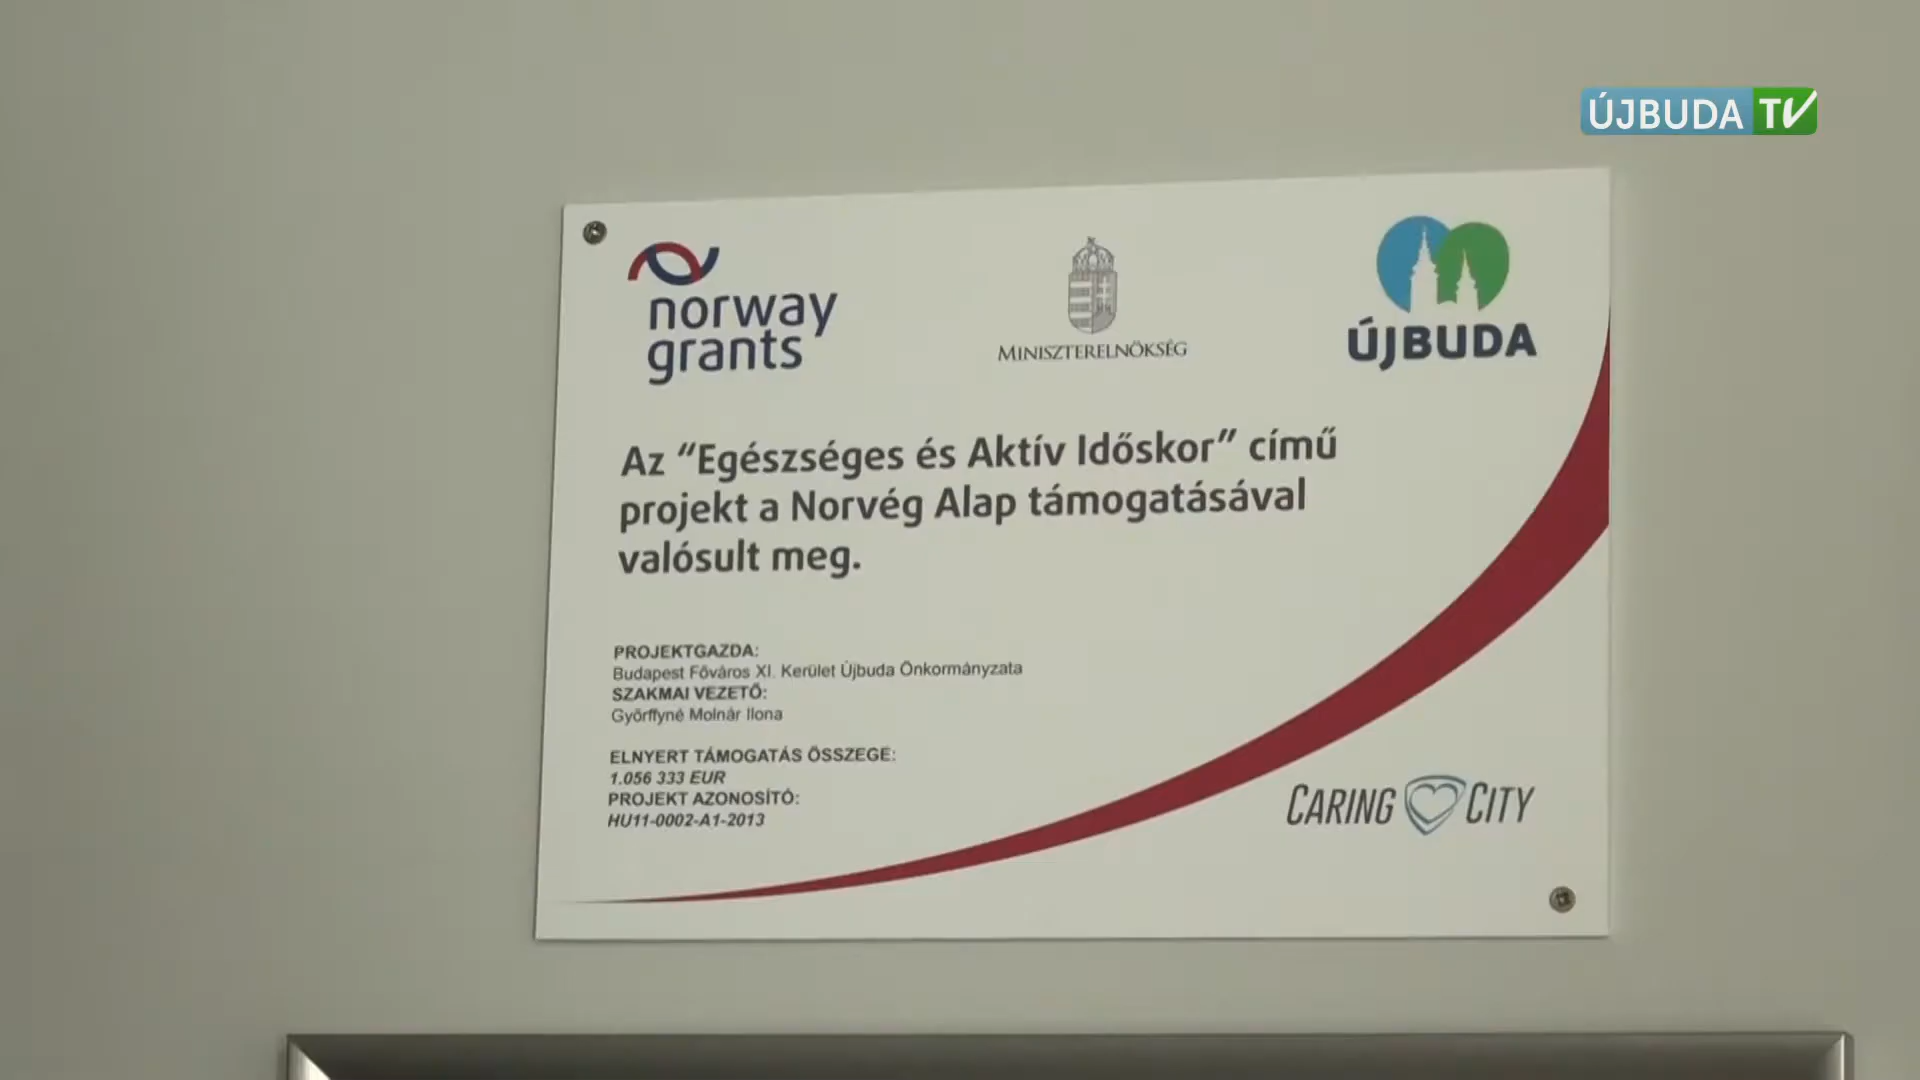 ÚJBUDA TV
norway
grants
MINISZTERELNÖKSÉG
ÚJBUDA
Az “Egészséges és Aktív Időskor” című
projekt a Norvég Alap támogatásával
valósult meg.
PROJEKTGAZDA:
Budapest Főváros XI. Kerület Újbuda Önkormányzata
SZAKMAI VEZETŐ:
Győrffyné Molnár Ilona
ELNYERT TÁMOGATÁS ÖSSZEGE:
1.056 333 EUR
PROJEKT AZONOSÍTÓ:
HU11-0002-A1-2013
CARING CITY